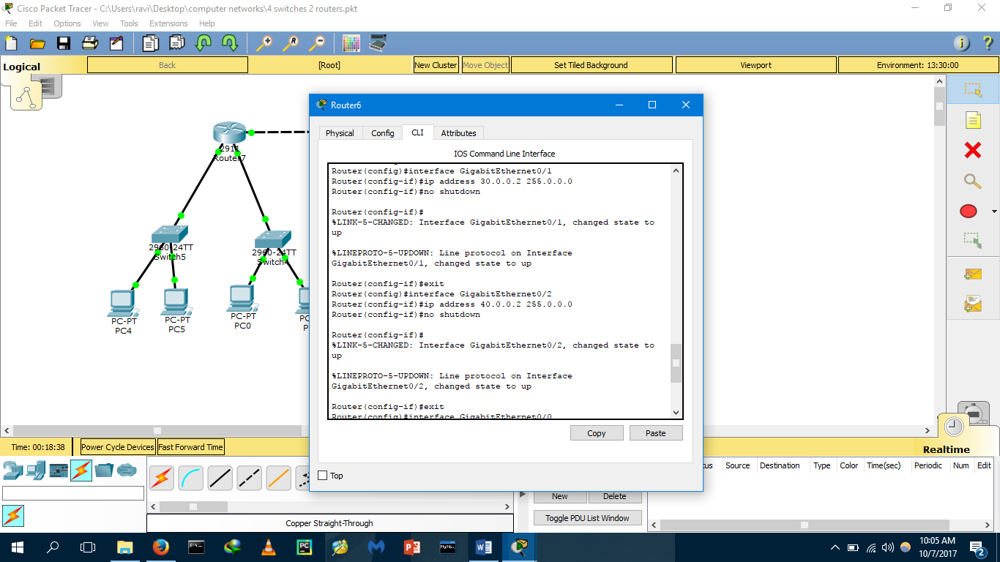 Cisco Packet Tracer - C:\Users\ravi\Desktop\computer networks\4 switches 2 routers.pkt
File Edit Options View Tools Extensions Help
Logical
Back
[Root]
New Cluster
Move Object
Set Tiled Background
Viewport
Environment: 13:30:00
2911
Router7
2960-24TT
Switch5
2960-24TT
PC-PT
PC4
PC-PT
PC5
PC-PT
PC0
Router6
Physical Config CLI Attributes
IOS Command Line Interface
Router(config)#interface GigabitEthernet0/1
Router(config-if)#ip address 30.0.0.2 255.0.0.0
Router(config-if)#no shutdown
Router(config-if)#
%LINK-5-CHANGED: Interface GigabitEthernet0/1, changed state to
up
%LINEPROTO-5-UPDOWN: Line protocol on Interface
GigabitEthernet0/1, changed state to up
Router(config-if)#exit
Router(config)#interface GigabitEthernet0/2
Router(config-if)#ip address 40.0.0.2 255.0.0.0
Router(config-if)#no shutdown
Router(config-if)#
%LINK-5-CHANGED: Interface GigabitEthernet0/2, changed state to
up
%LINEPROTO-5-UPDOWN: Line protocol on Interface
GigabitEthernet0/2, changed state to up
Router(config-if)#exit
Router(config)#interface GigabitEthernet0/0
Copy
Paste
Top
Time: 00:18:38
Power Cycle Devices
Fast Forward Time
Realtime
Source Destination Type Color Time(sec) Periodic Num Edit
New
Delete
Toggle PDU List Window
Copper Straight-Through
10:05 AM
10/7/2017
2